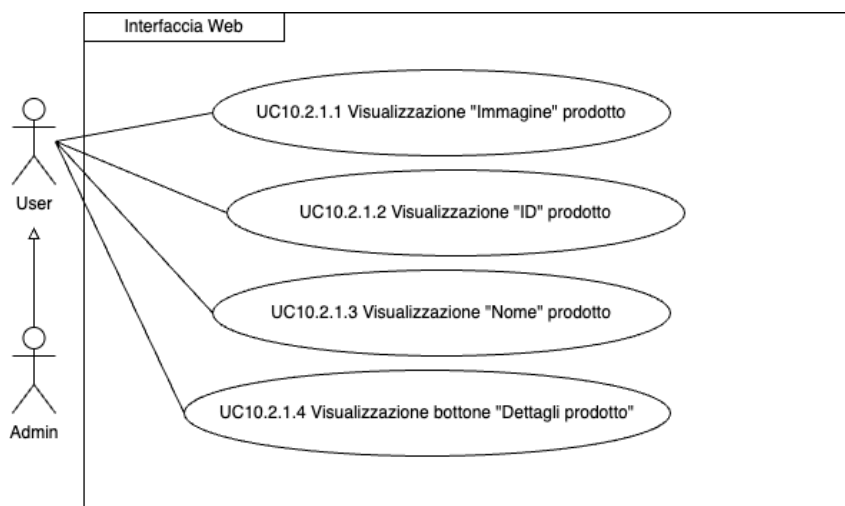 Interfaccia Web
UC10.2.1.1 Visualizzazione "Immagine" prodotto
User
UC10.2.1.2 Visualizzazione "ID" prodotto
UC10.2.1.3 Visualizzazione "Nome" prodotto
Admin
UC10.2.1.4 Visualizzazione bottone "Dettagli prodotto"